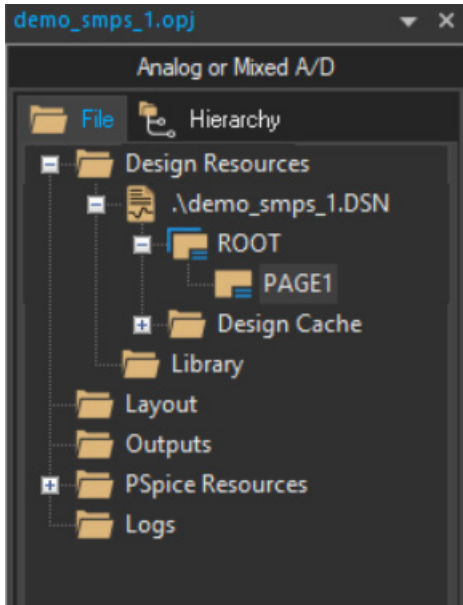 demo_smps_1.opj
Analog or Mixed A/D
File Hierarchy
Design Resources
.\demo_smps_1.DSN
ROOT
PAGE1
Design Cache
Library
Layout
Outputs
PSpice Resources
Logs